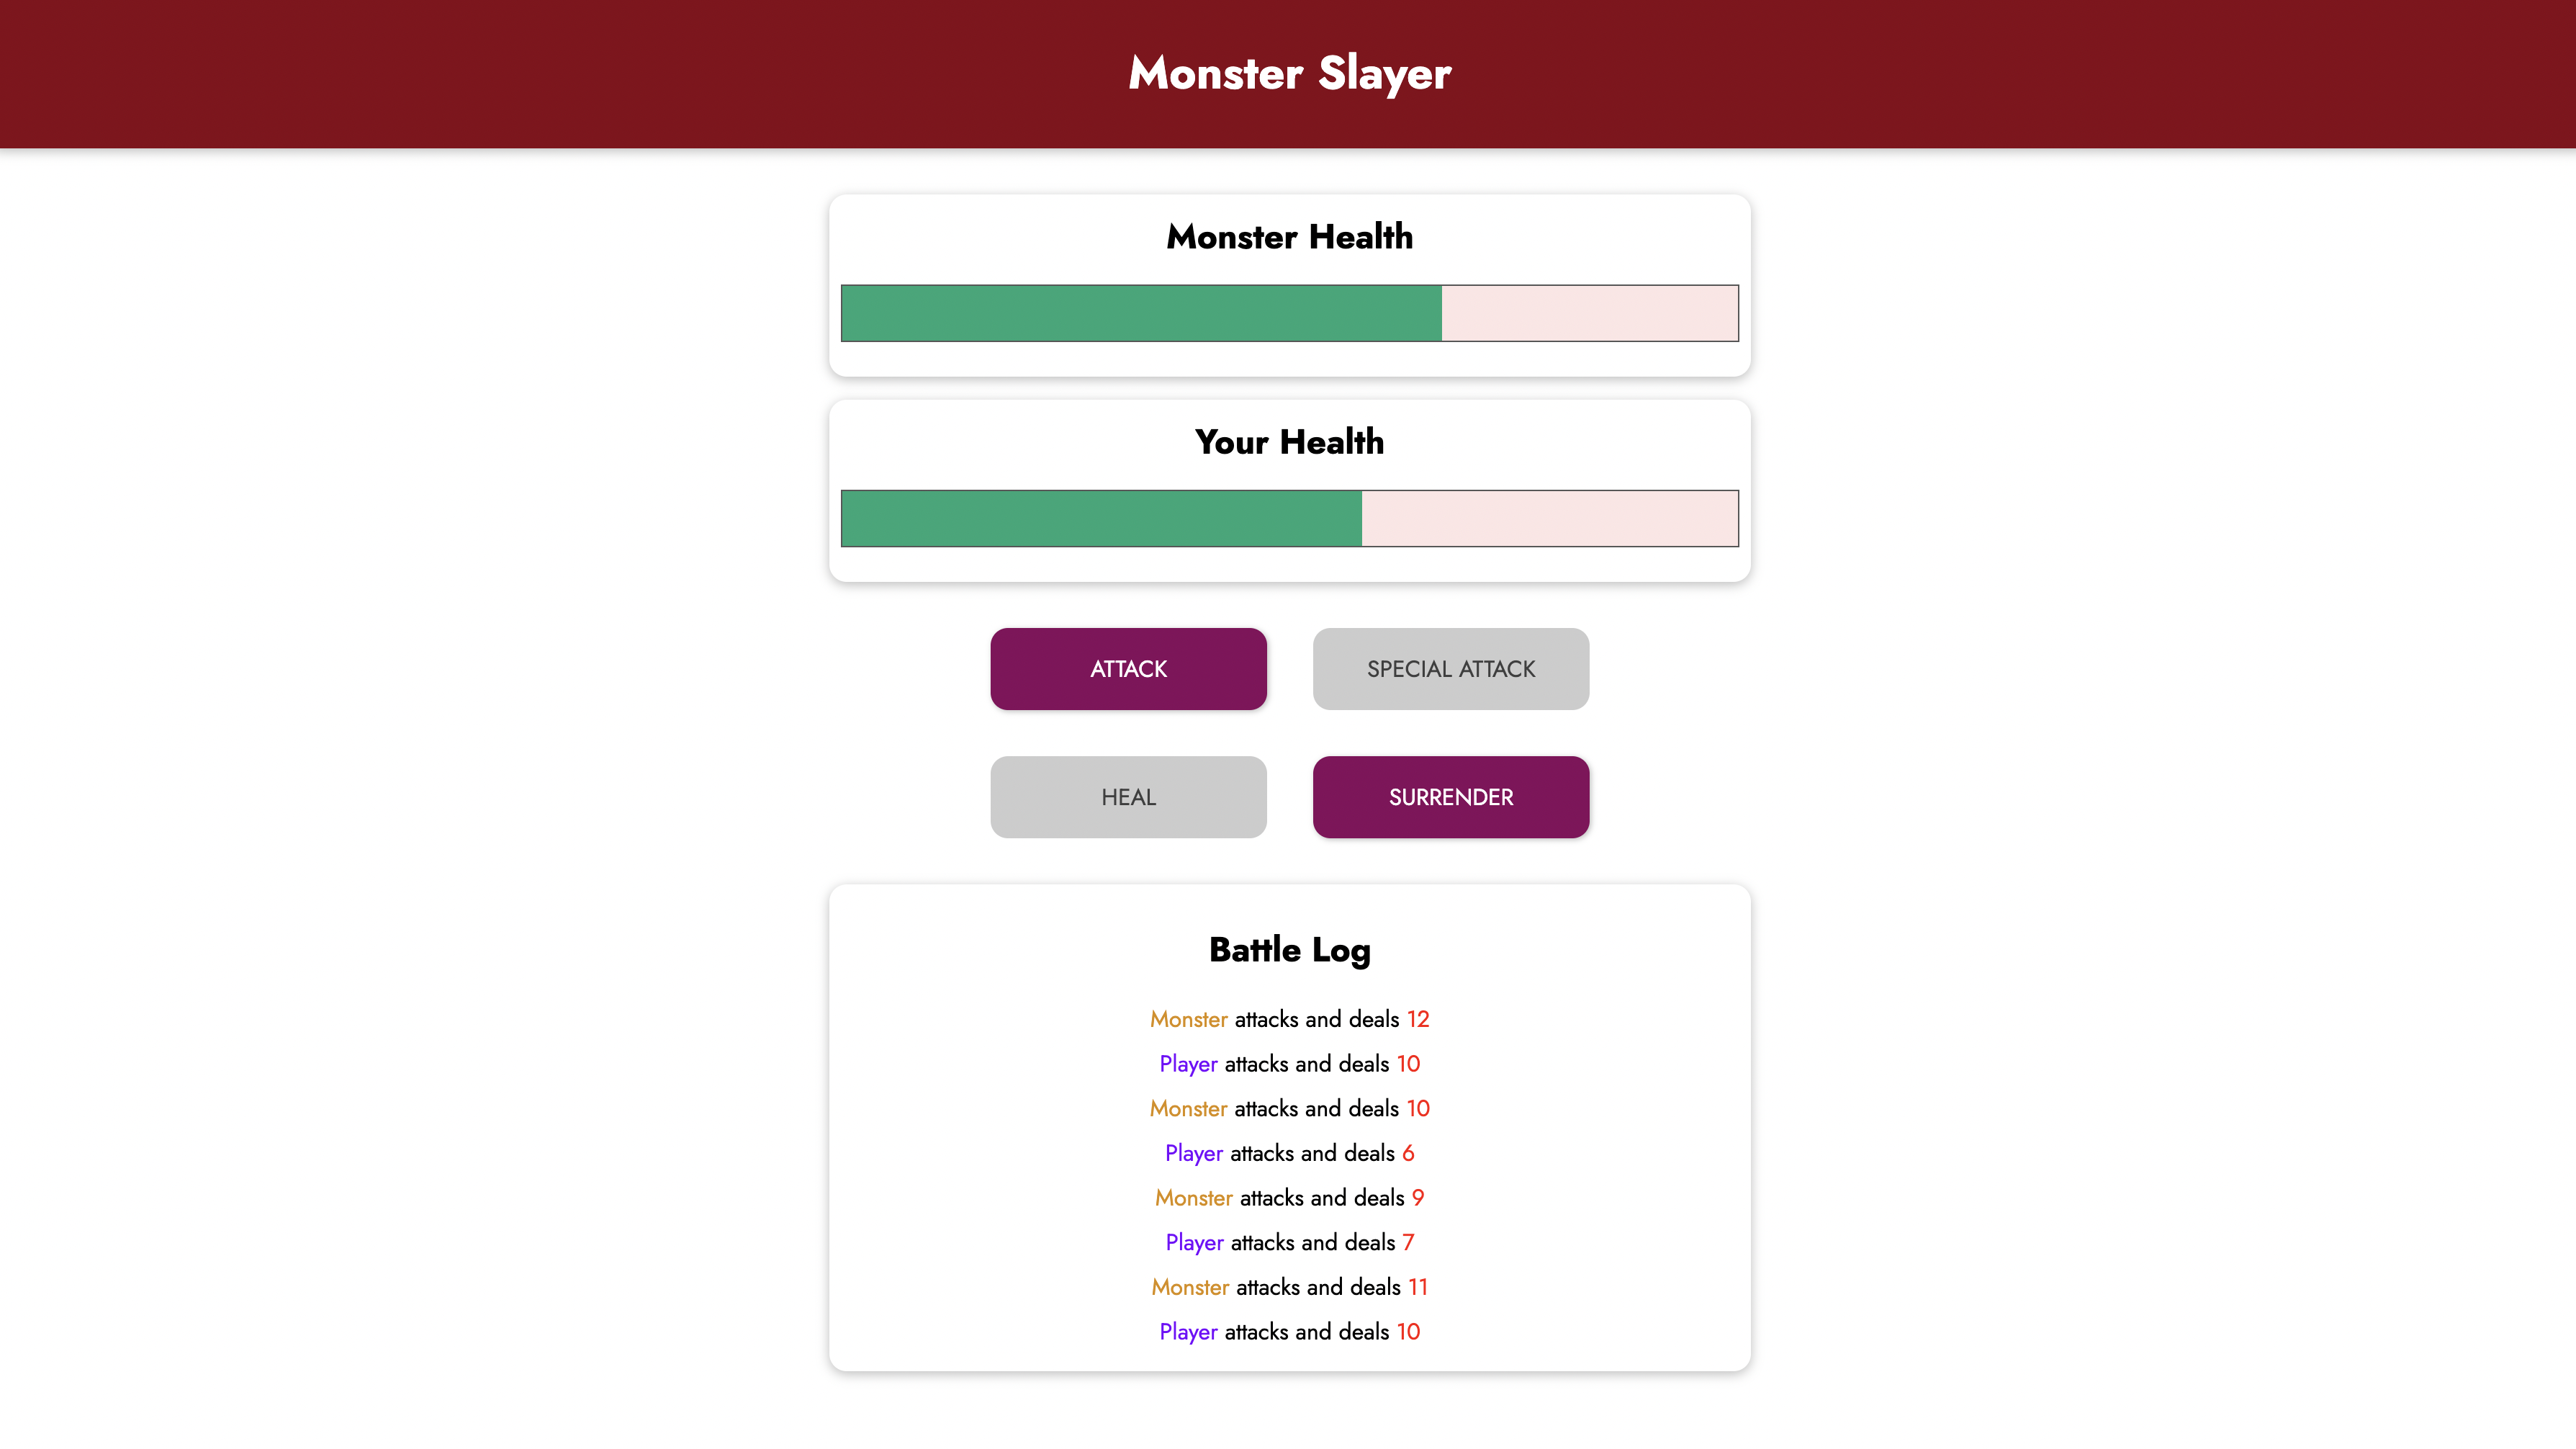 Monster Slayer
Monster Health
Your Health
ATTACK
SPECIAL ATTACK
HEAL
SURRENDER
Battle Log
Monster attacks and deals 12
Player attacks and deals 10
Monster attacks and deals 10
Player attacks and deals 6
Monster attacks and deals 9
Player attacks and deals 7
Monster attacks and deals 11
Player attacks and deals 10